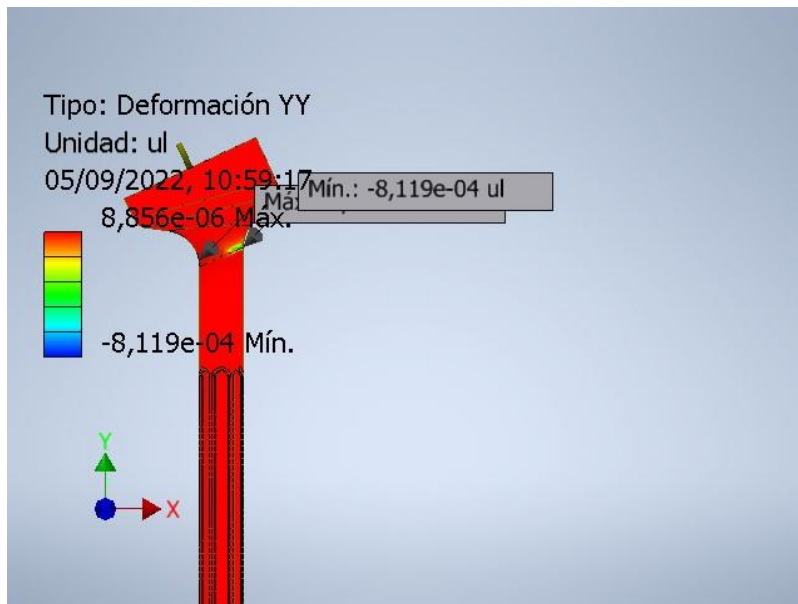 Tipo: Deformación YY
Unidad: ul
05/09/2022, 10:59:17
Mín.: -8,119e-04 ul
8,856e-06 Máx.
-8,119e-04 Mín.
Y
X